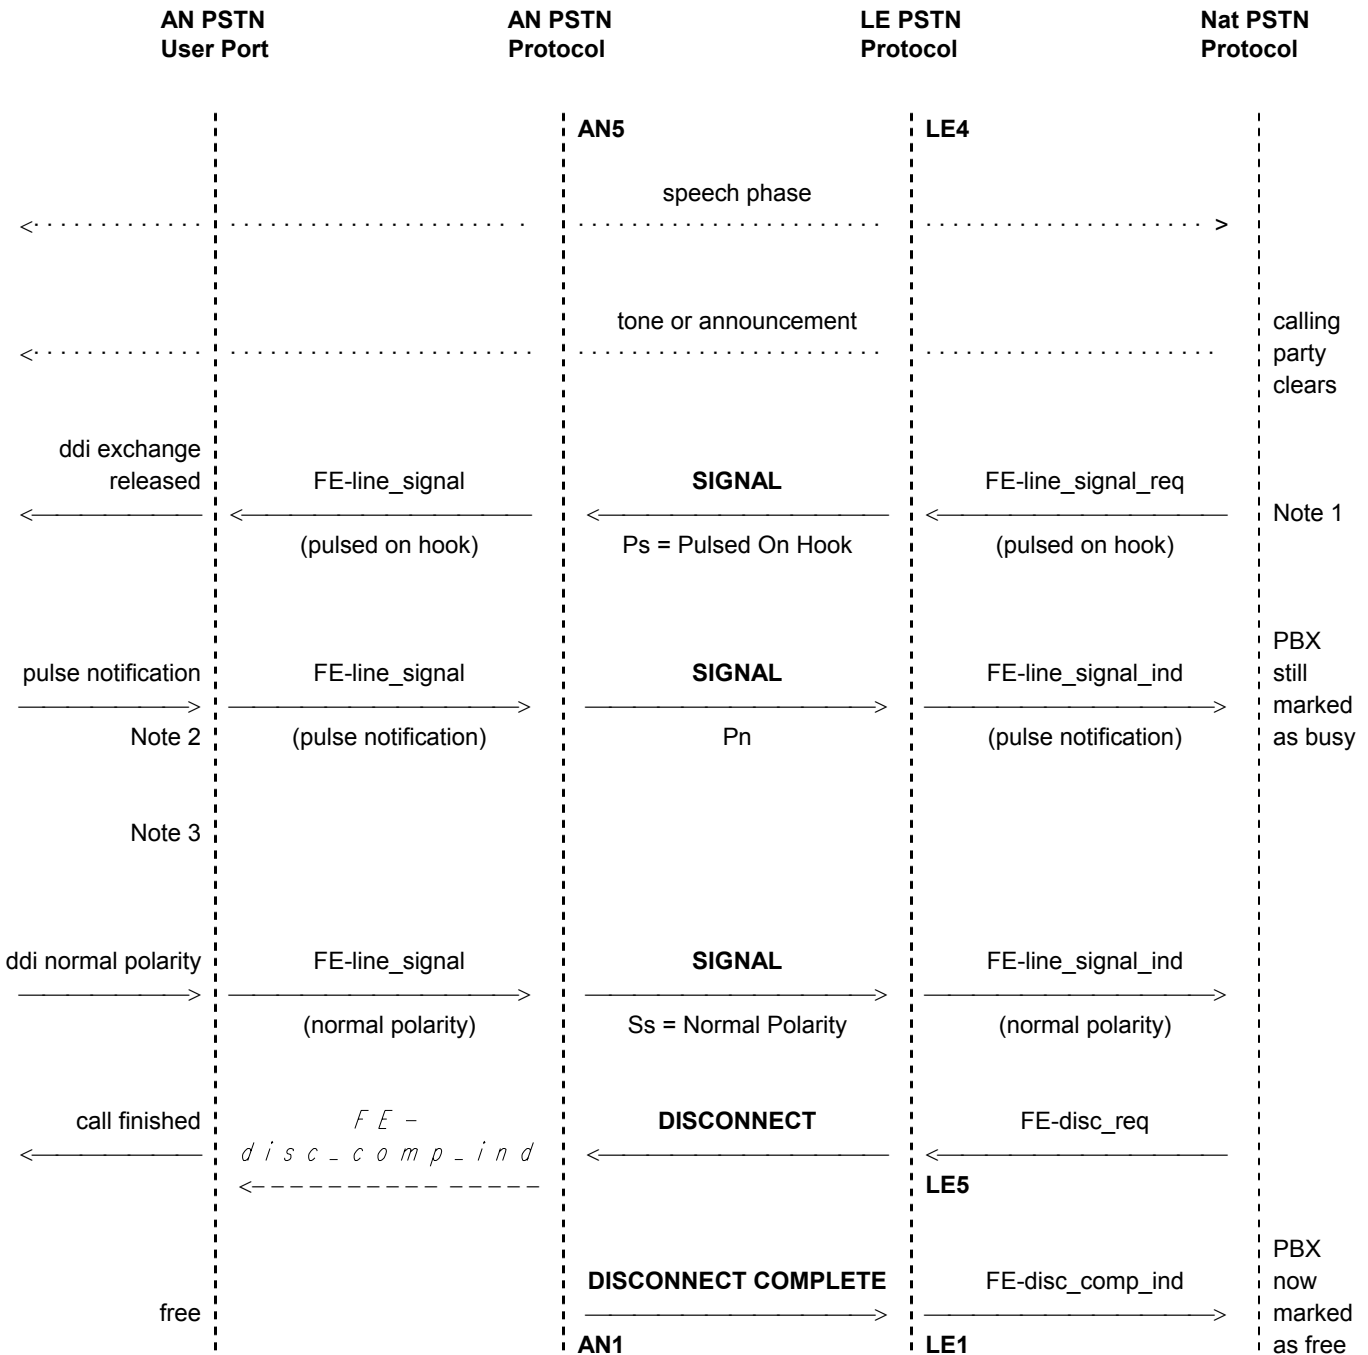 AN PSTN User Port
AN PSTN Protocol
LE PSTN Protocol
Nat PSTN Protocol
AN5
LE4
speech phase
tone or announcement
calling
party
clears
ddi exchange
released
FE-line_signal
SIGNAL
FE-line_signal_req
Note 1
(pulsed on hook)
Ps = Pulsed On Hook
(pulsed on hook)
PBX
still
marked
as busy
pulse notification
FE-line_signal
SIGNAL
FE-line_signal_ind
Note 2
(pulse notification)
Pn
(pulse notification)
Note 3
ddi normal polarity
FE-line_signal
SIGNAL
FE-line_signal_ind
(normal polarity)
Ss = Normal Polarity
(normal polarity)
call finished
FE-
disc_comp_ind
DISCONNECT
FE-disc_req
LE5
PBX
now
marked
as free
DISCONNECT COMPLETE
FE-disc_comp_ind
free
AN1
LE1